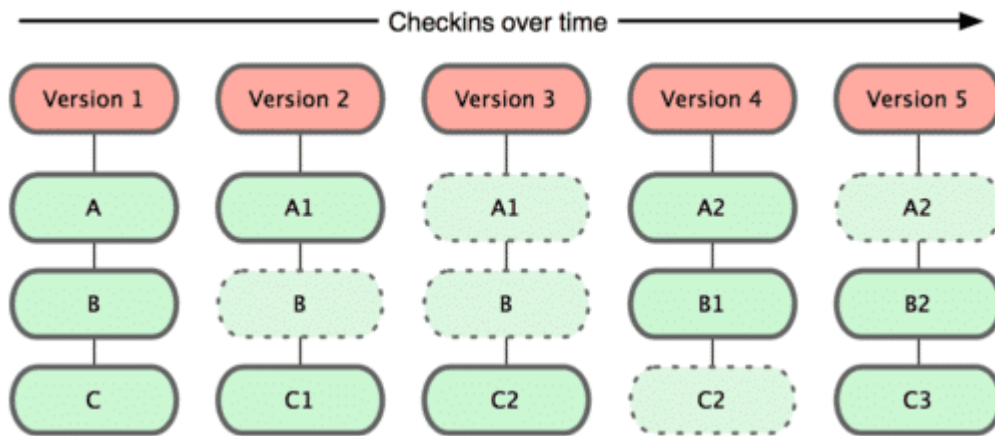 Checkins over time
Version 1 Version 2 Version 3 Version 4 Version 5
A A1 A1 A2 A2
B B B B1 B2
C C1 C2 C2 C3